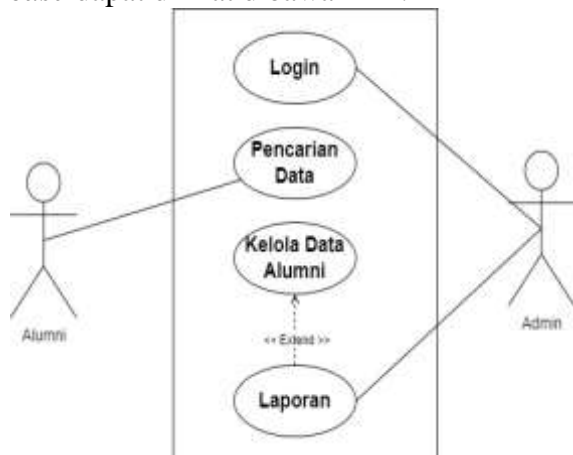 Login
Pencarian
Data
Kelola Data
Alumni
<< Extend >>
Laporan
Alumni
Admin